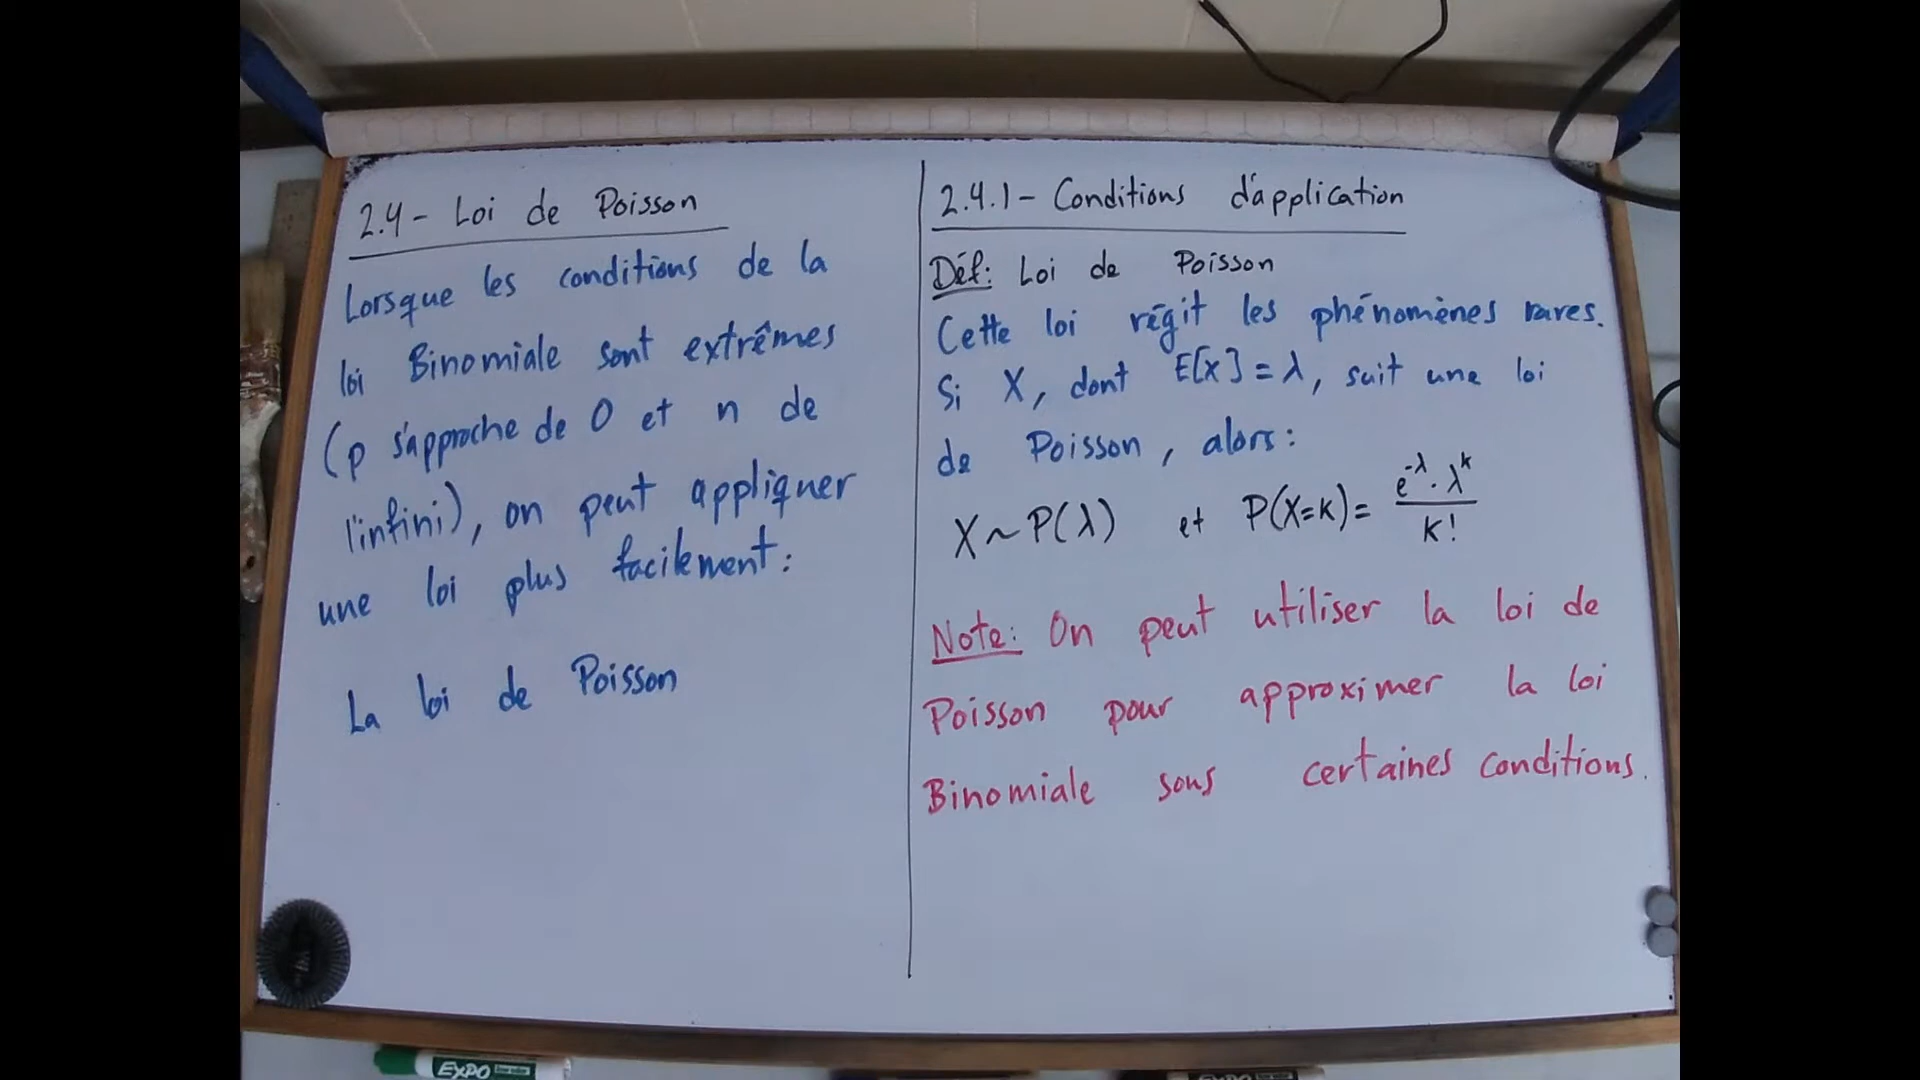 2.4 - Loi de Poisson
Lorsque les conditions de la
loi Binomiale sont extrêmes
(p s'approche de 0 et n de
l'infini), on peut appliquer
une loi plus facilement:
La loi de Poisson
2.4.1 - Conditions d'application
Déf: Loi de Poisson
Cette loi régit les phénomènes rares.
Si X, dont E[X] = λ, suit une loi
de Poisson, alors:
X ~ P(λ) et P(X=k) = e^-λ · λ^k / k!
Note: On peut utiliser la loi de
Poisson pour approximer la loi
Binomiale sous certaines conditions.
EXPO